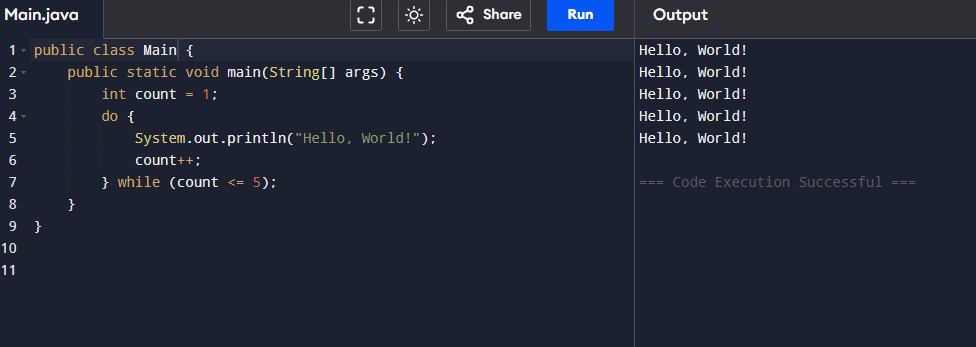 Main.java
Share
Run
Output
1 public class Main {
2     public static void main(String[] args) {
3         int count = 1;
4         do {
5             System.out.println("Hello, World!");
6             count++;
7         } while (count <= 5);
8     }
9 }
10
11
Hello, World!
Hello, World!
Hello, World!
Hello, World!
Hello, World!
=== Code Execution Successful ===